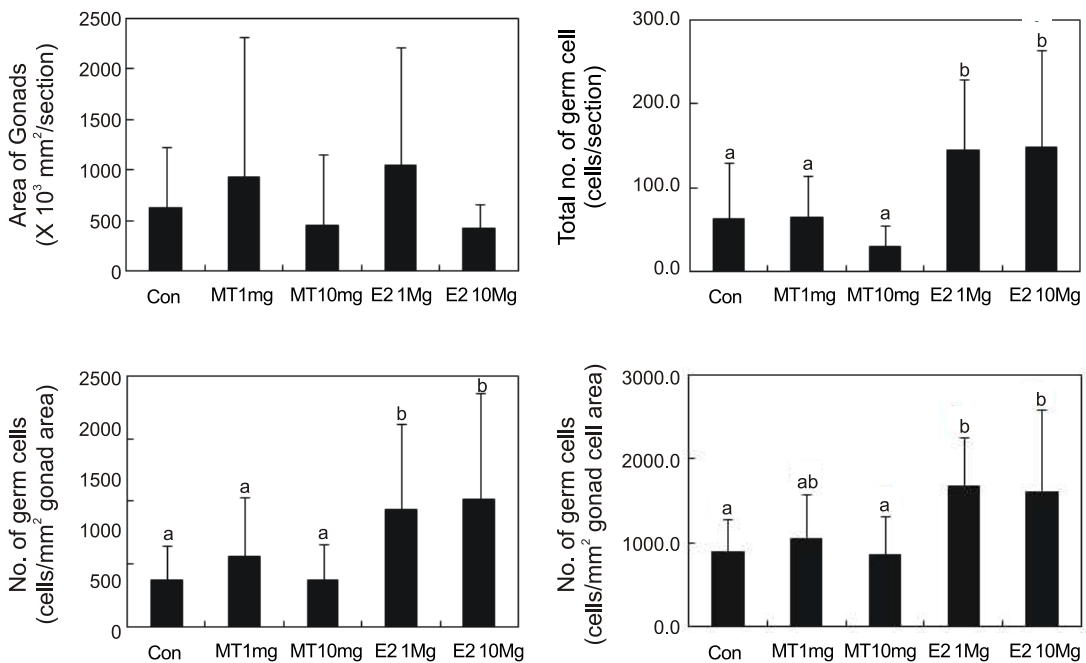 Area of Gonads
(X 10³ mm²/section)
2500
2000
1500
1000
500
0
Con MT1mg MT10mg E2 1Mg E2 10Mg
Total no. of germ cell
(cells/section)
300.0
200.0
100.0
0.0
a a a b b
Con MT1mg MT10mg E2 1Mg E2 10Mg
No. of germ cells
(cells/mm² gonad area)
2500
2000
1500
1000
500
0
a a a b b
Con MT1mg MT10mg E2 1Mg E2 10Mg
No. of germ cells
(cells/mm² gonad cell area)
3000.0
2000.0
1000.0
0.0
a ab a b b
Con MT1mg MT10mg E2 1Mg E2 10Mg